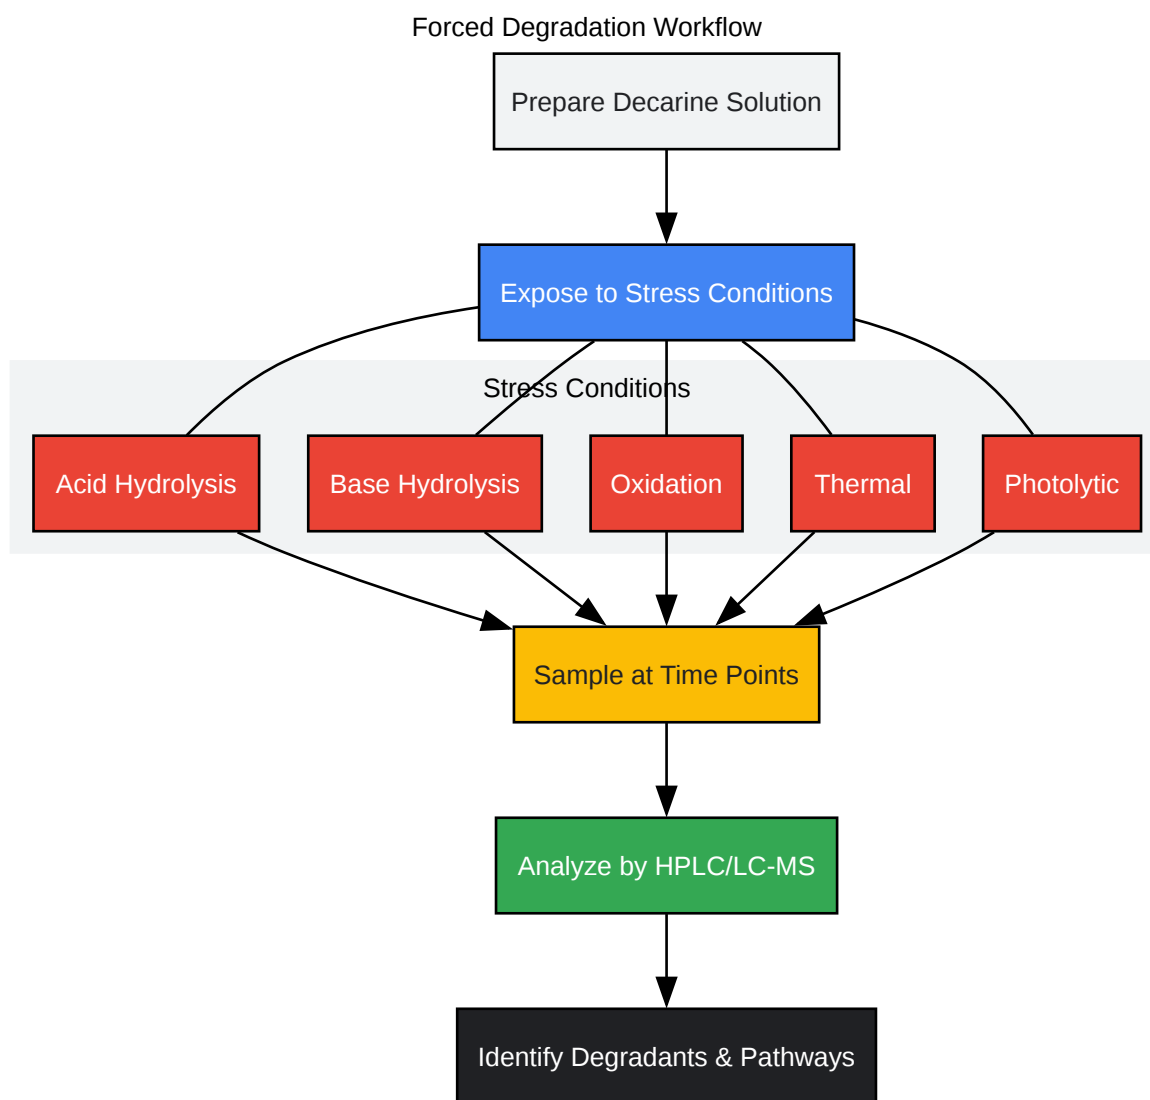 Forced Degradation Workflow
Prepare Decarine Solution
Expose to Stress Conditions
Stress Conditions
Acid Hydrolysis
Base Hydrolysis
Oxidation
Thermal
Photolytic
Sample at Time Points
Analyze by HPLC/LC-MS
Identify Degradants & Pathways